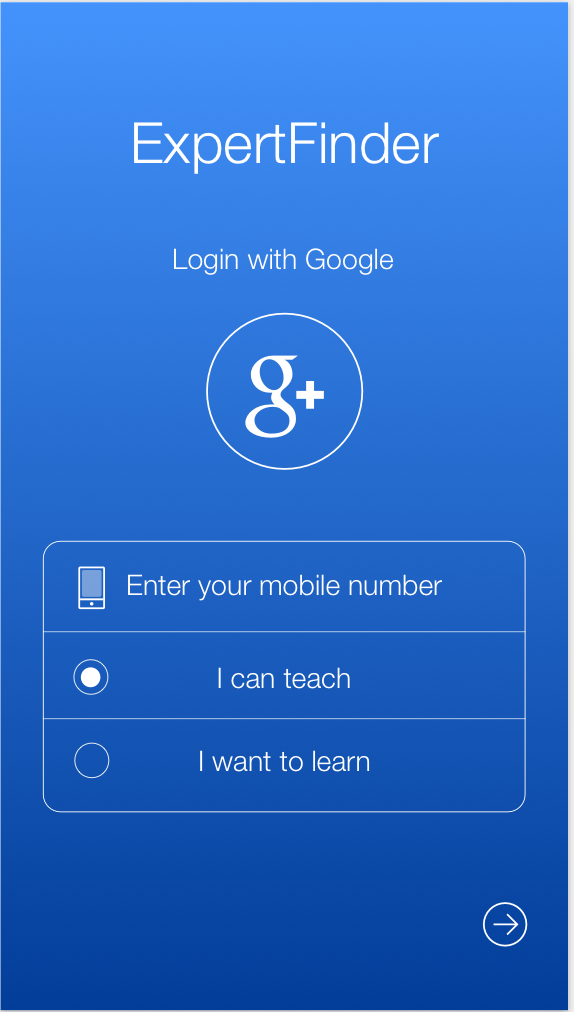 ExpertFinder
Login with Google
g+
Enter your mobile number
I can teach
I want to learn